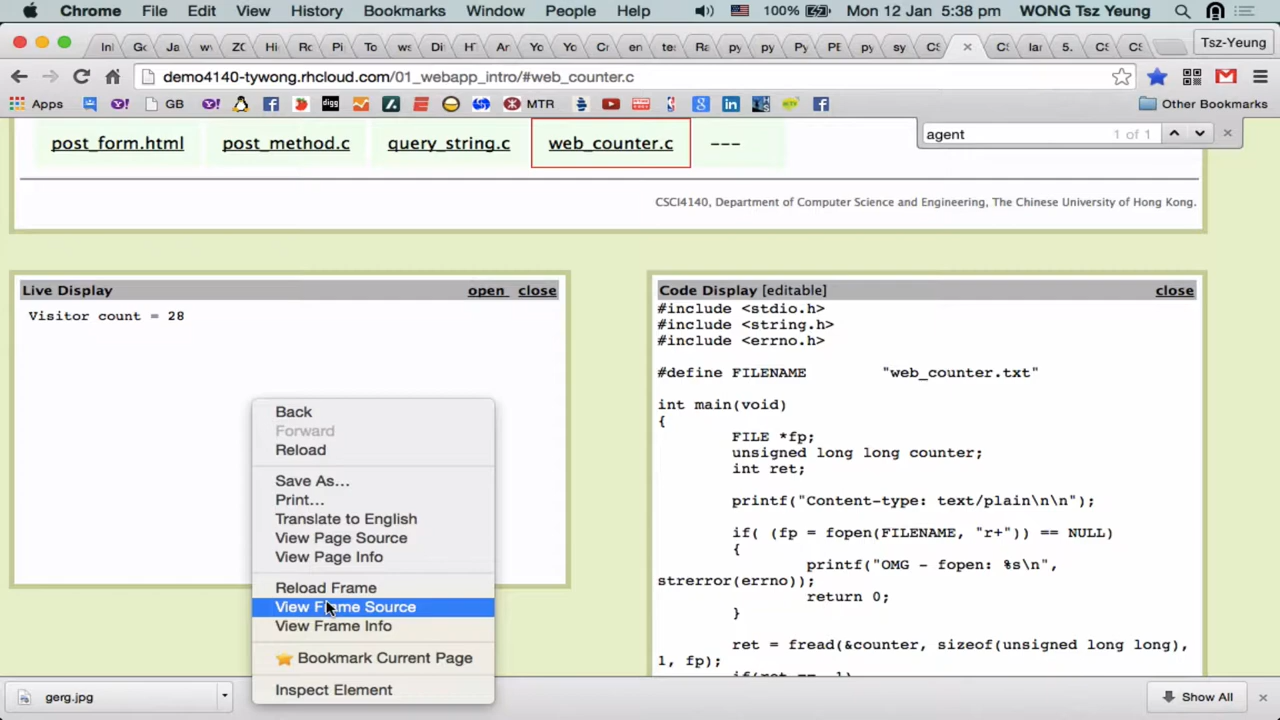 Chrome File Edit View History Bookmarks Window People Help 100% Mon 12 Jan 5:38 pm WONG Tsz Yeung
Tsz-Yeung
demo4140-tywong.rhcloud.com/01_webapp_intro/#web_counter.c
Apps GB MTR Other Bookmarks
agent 1 of 1
post_form.html post_method.c query_string.c web_counter.c ---
CSCI4140, Department of Computer Science and Engineering, The Chinese University of Hong Kong.
Live Display open close
Visitor count = 28
Back
Forward
Reload
Save As...
Print...
Translate to English
View Page Source
View Page Info
Reload Frame
View Frame Source
View Frame Info
Bookmark Current Page
Inspect Element
Code Display [editable] close
#include <stdio.h>
#include <string.h>
#include <errno.h>
#define FILENAME "web_counter.txt"
int main(void)
{
FILE *fp;
unsigned long long counter;
int ret;
printf("Content-type: text/plain\n\n");
if( (fp = fopen(FILENAME, "r+")) == NULL)
{
printf("OMG - fopen: %s\n",
strerror(errno));
return 0;
}
ret = fread(&counter, sizeof(unsigned long long),
1, fp);
gerg.jpg
Show All